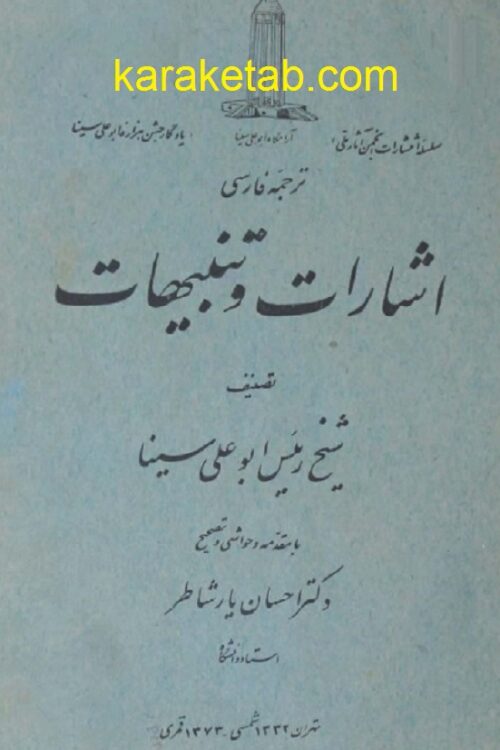 karaketab.com
سلسله انتشارات انجمن آثار ملی
آرامگاه ابوعلی سینا
یادگار جشن هزاره ابوعلی سینا
ترجمه فارسی
اشارات و تنبیهات
تصنیف
شیخ رئیس ابوعلی سینا
با مقدمه و حواشی و تصحیح
دکتر احسان یارشاطر
استاد دانشگاه
تهران ۱۳۳۲ شمسی - ۱۳۷۳ قمری